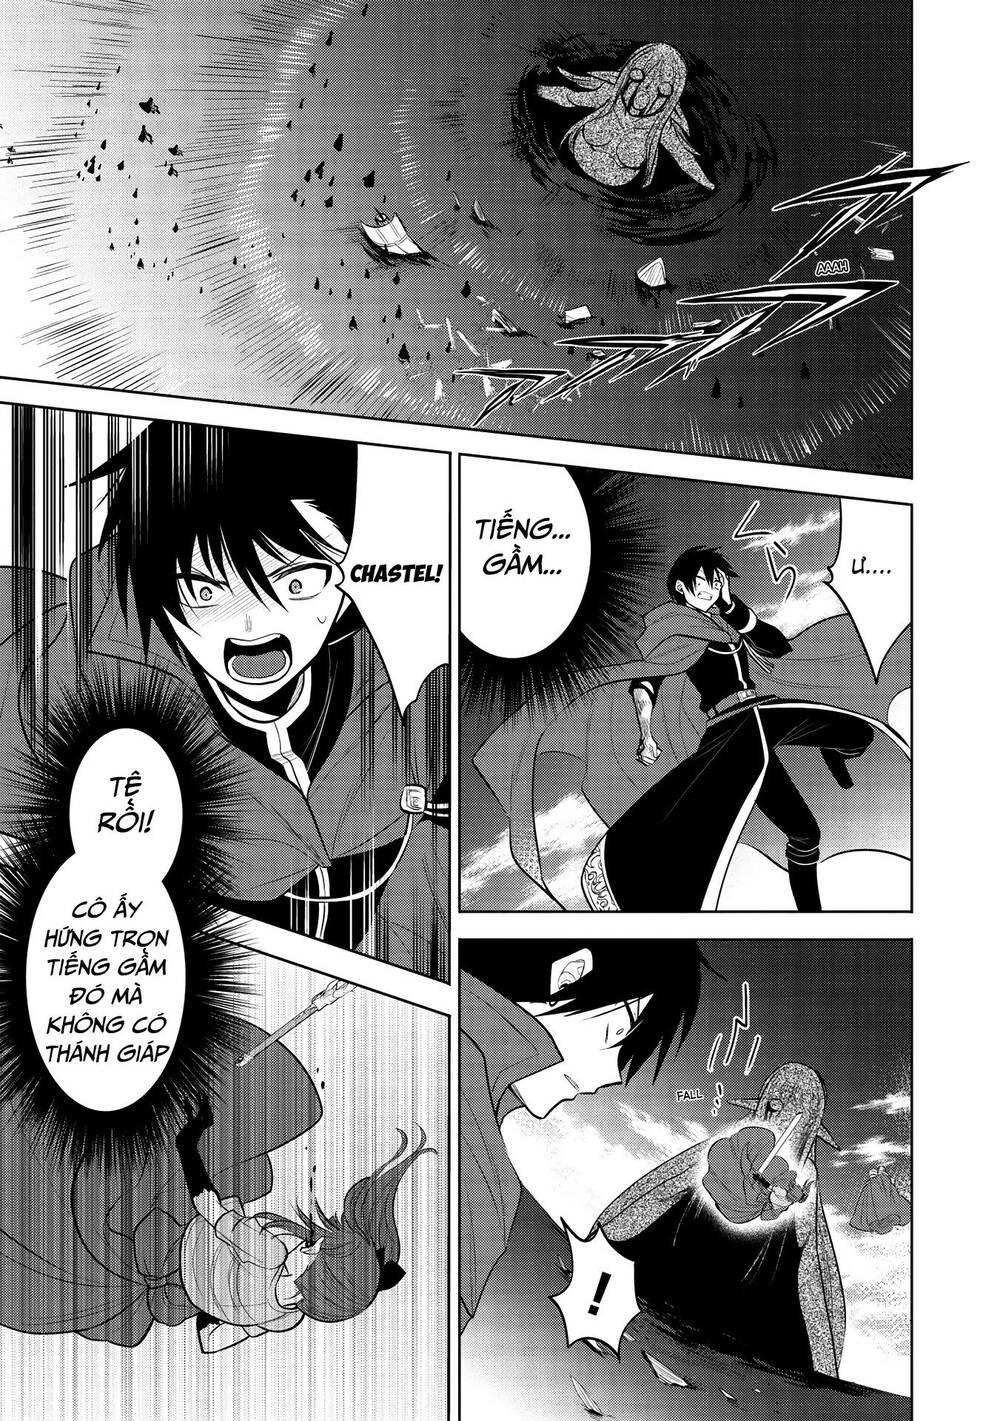 AAAH
Ư....
TIẾNG...
GẦM...
FALL
!
CHASTEL!
TỆ
RỒI!
CÔ ẤY
HỨNG TRỌN
TIẾNG GẦM
ĐÓ MÀ
KHÔNG CÓ
THÁNH GIÁP